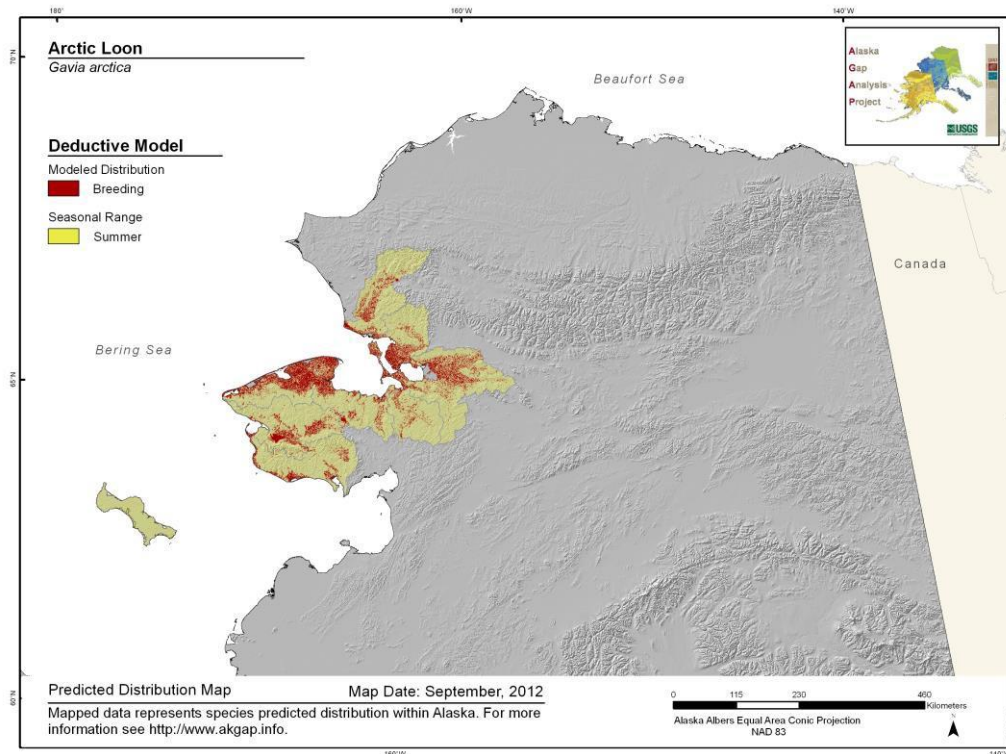 180°
160°W
140°W
70°N
Arctic Loon
Gavia arctica
Beaufort Sea
Alaska
Gap
Analysis
Project
USGS
Deductive Model
Modeled Distribution
Breeding
Seasonal Range
Summer
Canada
Bering Sea
65°N
65°N
60°N
Predicted Distribution Map
Map Date: September, 2012
Mapped data represents species predicted distribution within Alaska. For more
information see http://www.akgap.info.
0 115 230 460
Kilometers
Alaska Albers Equal Area Conic Projection
NAD 83
N
160°W
140°W